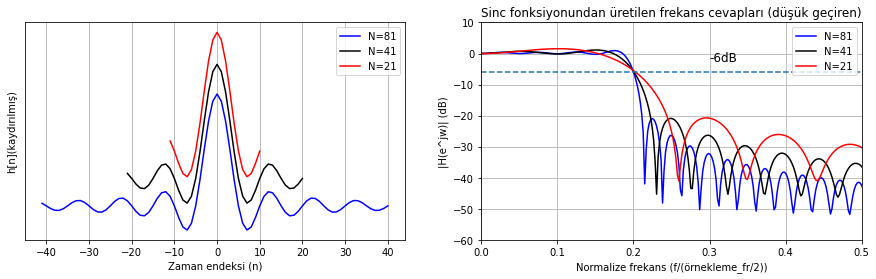 h[n](kaydırılmış)
N=81
N=41
N=21
−40
−30
−20
−10
0
10
20
30
40
Zaman endeksi (n)
Sinc fonksiyonundan üretilen frekans cevapları (düşük geçiren)
|H(e^jw)| (dB)
10
0
−10
−20
−30
−40
−50
−60
-6dB
N=81
N=41
N=21
0.0
0.1
0.2
0.3
0.4
0.5
Normalize frekans (f/(örnekleme_fr/2))